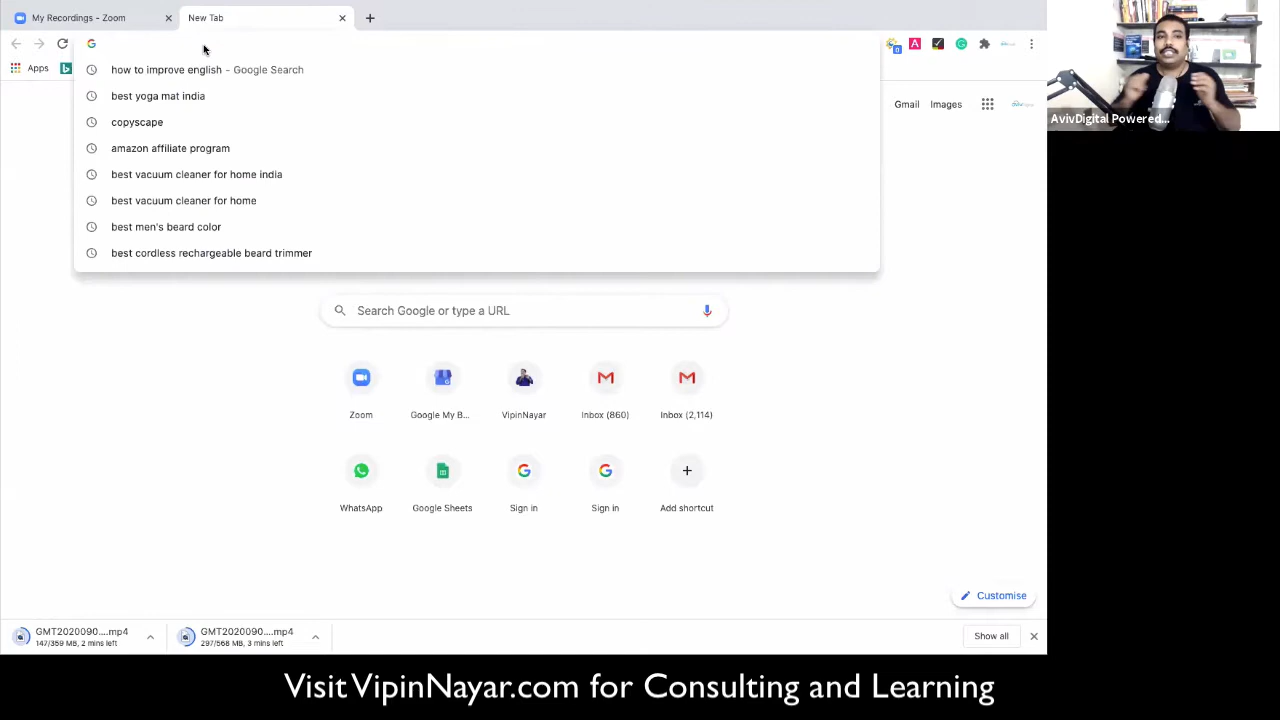 My Recordings - Zoom
New Tab
how to improve english - Google Search
best yoga mat india
copyscape
amazon affiliate program
best vacuum cleaner for home india
best vacuum cleaner for home
best men's beard color
best cordless rechargeable beard trimmer
Apps
Gmail
Images
AvivDigital Powered...
Search Google or type a URL
Zoom
Google My B...
VipinNayar
Inbox (860)
Inbox (2,114)
WhatsApp
Google Sheets
Sign in
Sign in
Add shortcut
Customise
GMT2020090....mp4
147/359 MB, 2 mins left
GMT2020090....mp4
297/568 MB, 3 mins left
Show all
Visit VipinNayar.com for Consulting and Learning